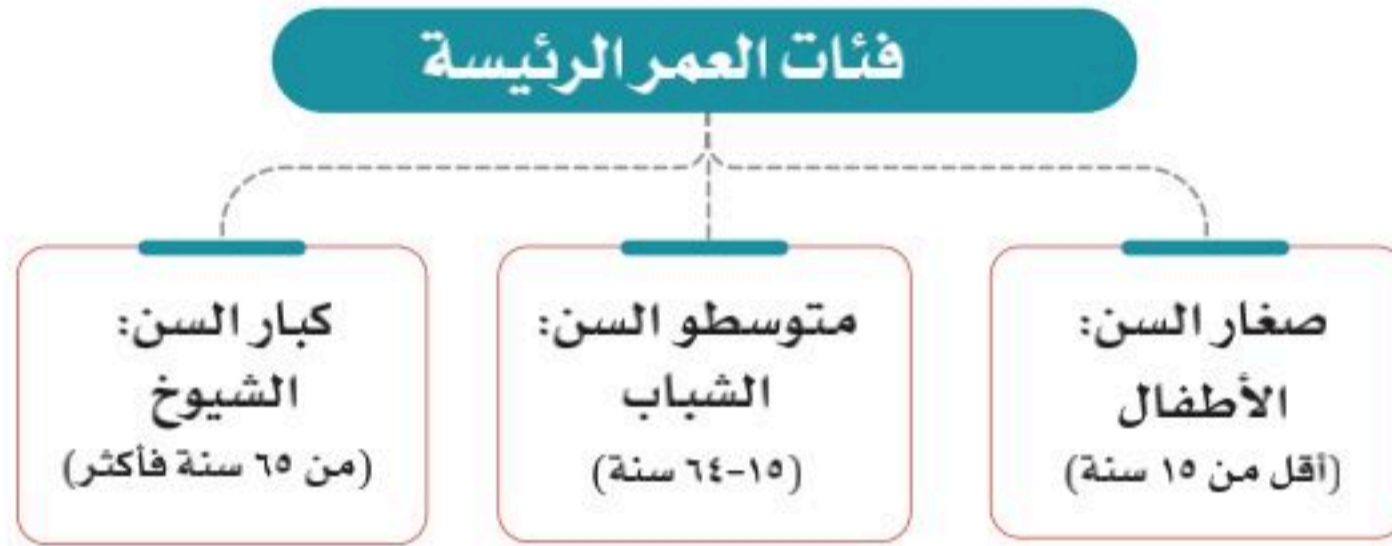 فئات العمر الرئيسة
صغار السن:
الأطفال
(أقل من ١٥ سنة)
متوسطو السن:
الشباب
(١٥-٦٤ سنة)
كبار السن:
الشيوخ
(من ٦٥ سنة فأكثر)